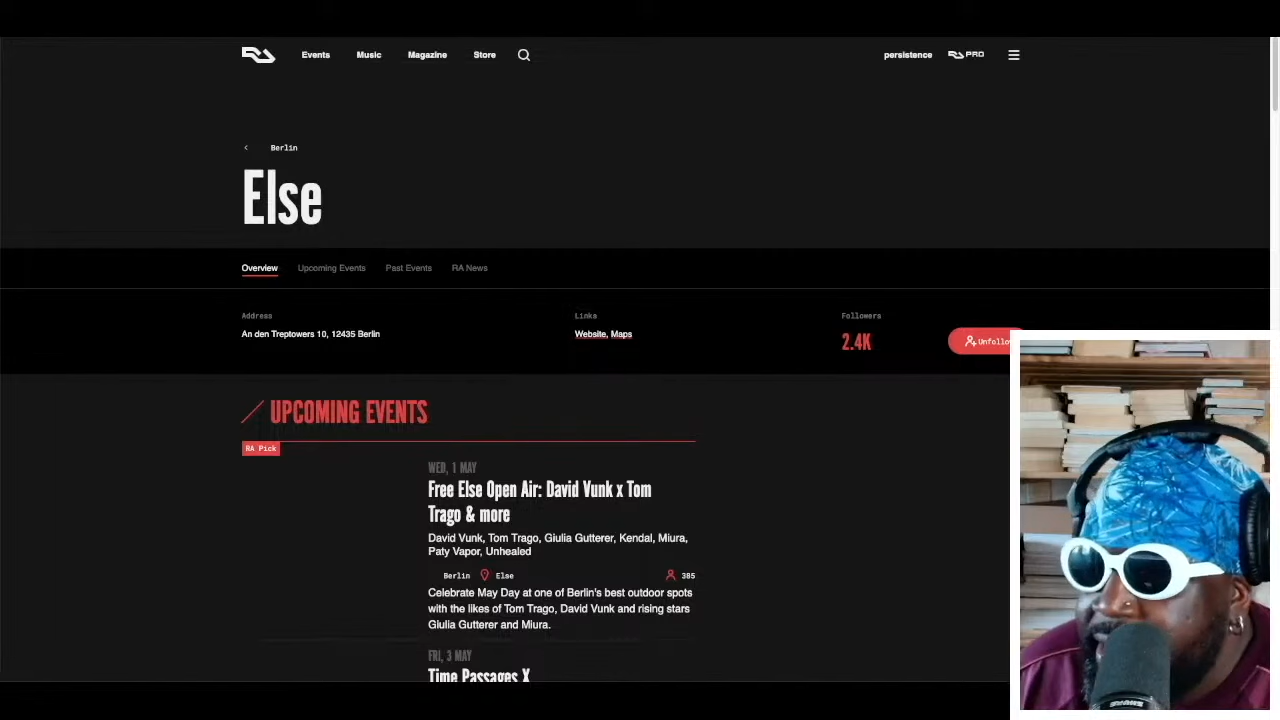 RA Events Music Magazine Store persistence RA PRO
Berlin
Else
Overview Upcoming Events Past Events RA News
Address Links Followers
An den Treptowers 10, 12435 Berlin Website, Maps 2.4K Unfollo
UPCOMING EVENTS
RA Pick
WED, 1 MAY
Free Else Open Air: David Vunk x Tom
Trago & more
David Vunk, Tom Trago, Giulia Gutterer, Kendal, Miura,
Paty Vapor, Unhealed
Berlin Else 385
Celebrate May Day at one of Berlin's best outdoor spots
with the likes of Tom Trago, David Vunk and rising stars
Giulia Gutterer and Miura.
FRI, 3 MAY
Time Passages X